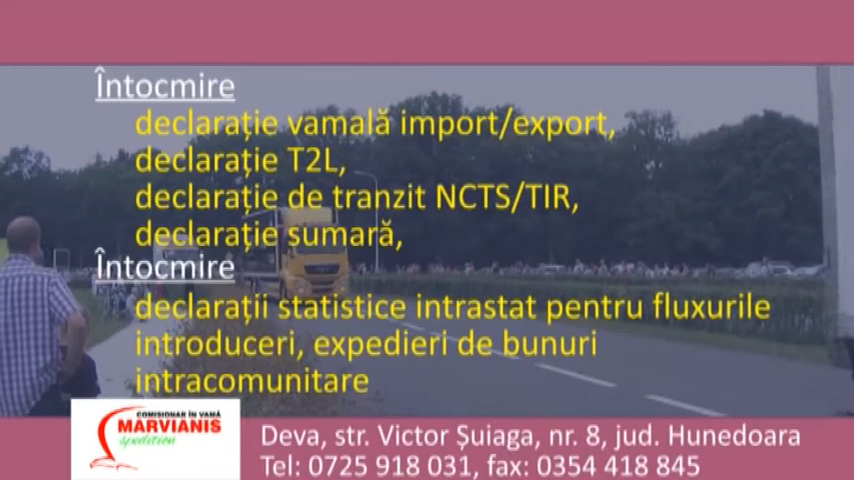 Întocmire
declarație vamală import/export,
declarație T2L,
declarație de tranzit NCTS/TIR,
declarație sumară,
Întocmire
declarații statistice intrastat pentru fluxurile
introduceri, expedieri de bunuri
intracomunitare
COMISIONAR ÎN VAMĂ
MARVIANIS
spedition
Deva, str. Victor Șuiaga, nr. 8, jud. Hunedoara
Tel: 0725 918 031, fax: 0354 418 845